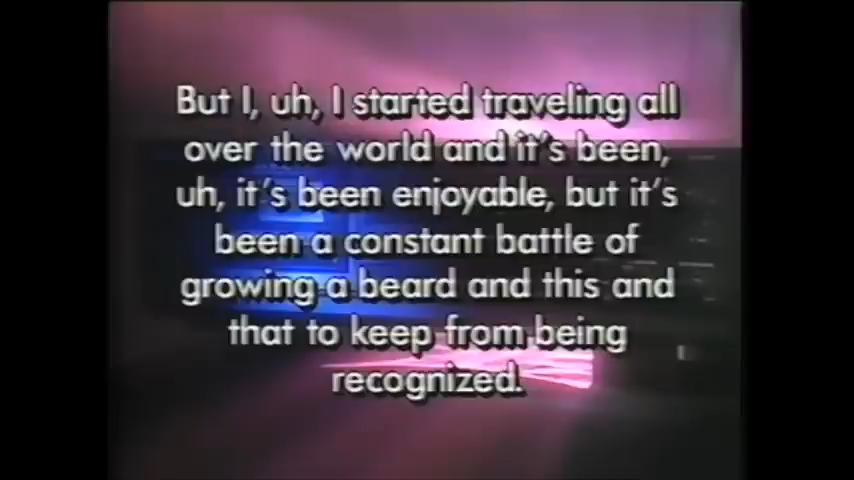 But I, uh, I started traveling all
over the world and it's been,
uh, it's been enjoyable, but it's
been a constant battle of
growing a beard and this and
that to keep from being
recognized.